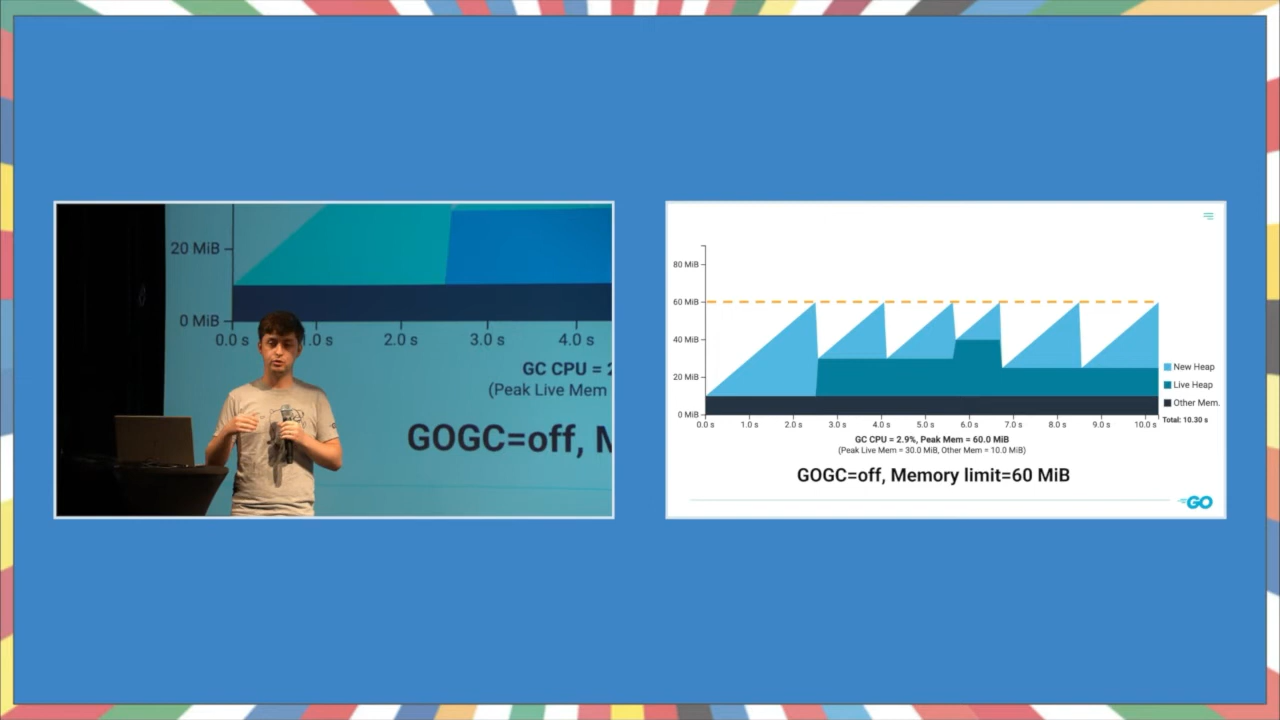 20 MiB
0 MiB
0.0 s
1.0 s
2.0 s
3.0 s
4.0 s
GC CPU = 2
(Peak Live Mem
GOGC=off, M
80 MiB
60 MiB
40 MiB
20 MiB
0 MiB
0.0 s 1.0 s 2.0 s 3.0 s 4.0 s 5.0 s 6.0 s 7.0 s 8.0 s 9.0 s 10.0 s
New Heap
Live Heap
Other Mem.
Total: 10.30 s
GC CPU = 2.9%, Peak Mem = 60.0 MiB
(Peak Live Mem = 30.0 MiB, Other Mem = 10.0 MiB)
GOGC=off, Memory limit=60 MiB
GO